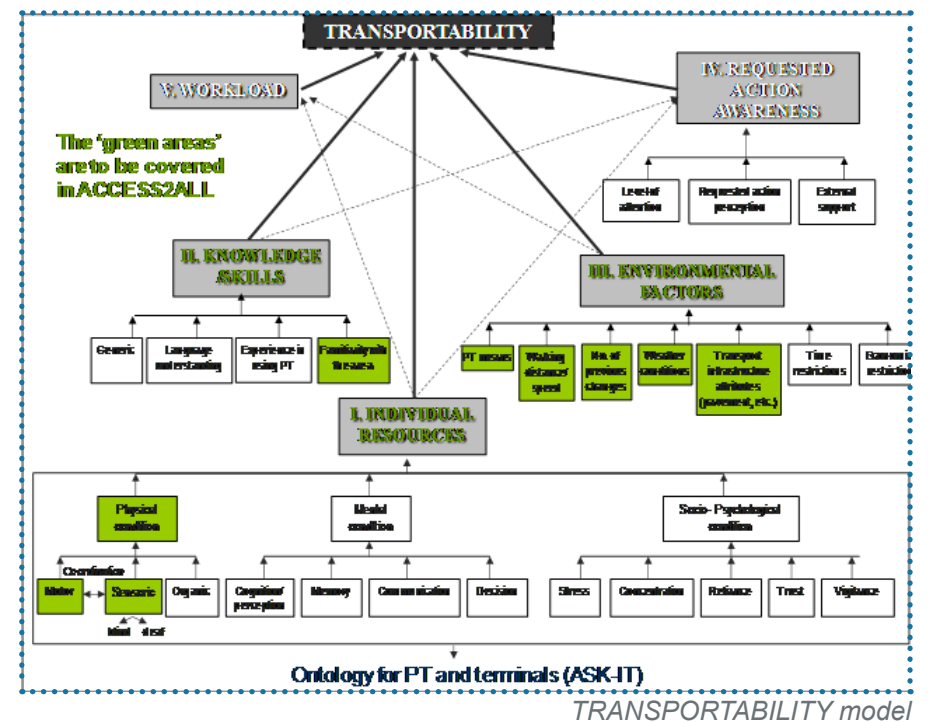 TRANSPORTABILITY
V. WORKLOAD
IV. REQUESTED
ACTION
AWARENESS
The 'green areas'
are to be covered
in ACCESS2ALL
Level of
attention
Requested action
perception
External
support
II. KNOWLEDGE
/SKILLS
III. ENVIRONMENTAL
FACTORS
Generic
Language
understanding
Experience in
using PT
Familiarity with
the area
PT means
Walking
distance/
speed
No. of
previous
changes
Weather
conditions
Transport
infrastructure
attributes
(pavement, etc.)
Time
restrictions
I. INDIVIDUAL
RESOURCES
Physical
condition
Mental
condition
Socio- Psychological
condition
Coordination
Motor
Sensoric
Organic
Cognition/
perception
Memory
Communication
Decision
Stress
Concentration
Reliance
Trust
Vigilance
blind deaf
Ontology for PT and terminals (ASK-IT)
TRANSPORTABILITY model